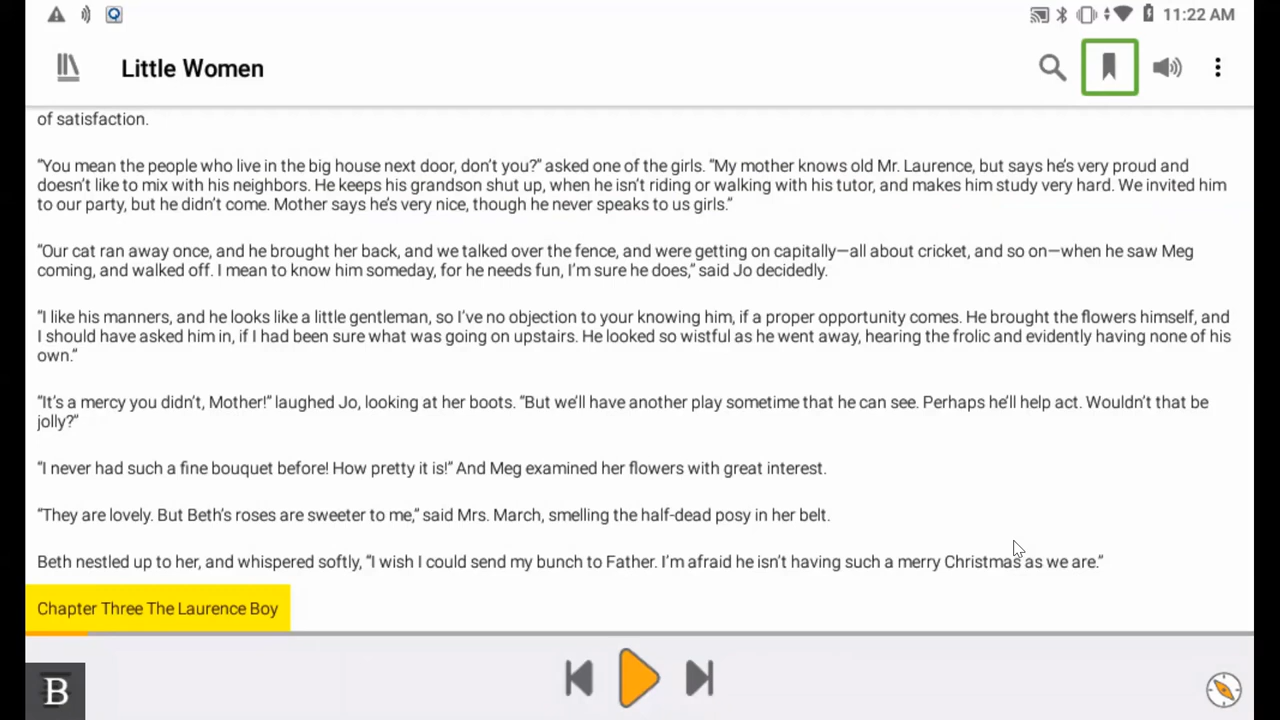 11:22 AM
Little Women
of satisfaction.
“You mean the people who live in the big house next door, don’t you?” asked one of the girls. “My mother knows old Mr. Laurence, but says he’s very proud and
doesn’t like to mix with his neighbors. He keeps his grandson shut up, when he isn’t riding or walking with his tutor, and makes him study very hard. We invited him
to our party, but he didn’t come. Mother says he’s very nice, though he never speaks to us girls.”
“Our cat ran away once, and he brought her back, and we talked over the fence, and were getting on capitally—all about cricket, and so on—when he saw Meg
coming, and walked off. I mean to know him someday, for he needs fun, I’m sure he does,” said Jo decidedly.
“I like his manners, and he looks like a little gentleman, so I’ve no objection to your knowing him, if a proper opportunity comes. He brought the flowers himself, and
I should have asked him in, if I had been sure what was going on upstairs. He looked so wistful as he went away, hearing the frolic and evidently having none of his
own.”
“It’s a mercy you didn’t, Mother!” laughed Jo, looking at her boots. “But we’ll have another play sometime that he can see. Perhaps he’ll help act. Wouldn’t that be
jolly?”
“I never had such a fine bouquet before! How pretty it is!” And Meg examined her flowers with great interest.
“They are lovely. But Beth’s roses are sweeter to me,” said Mrs. March, smelling the half-dead posy in her belt.
Beth nestled up to her, and whispered softly, “I wish I could send my bunch to Father. I’m afraid he isn’t having such a merry Christmas as we are.”
Chapter Three The Laurence Boy
B